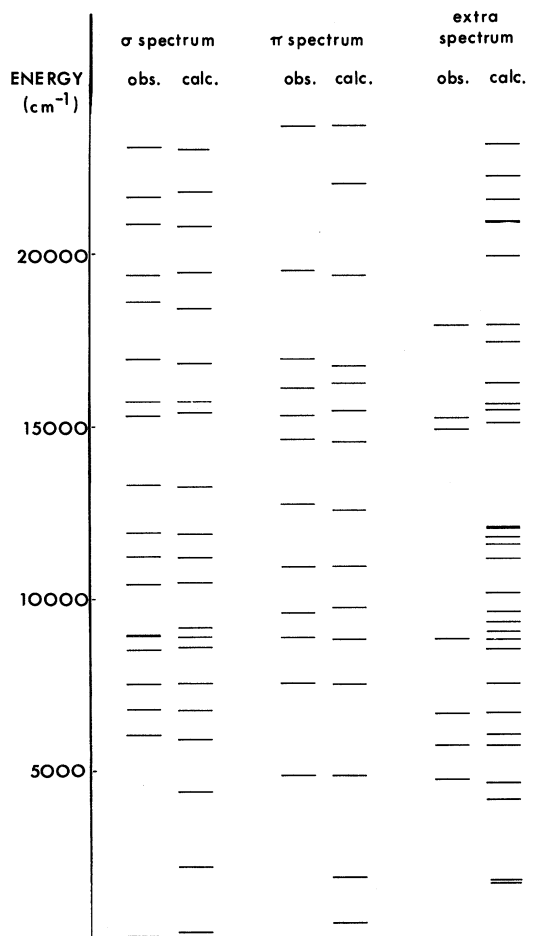 extra
σ spectrum π spectrum spectrum
ENERGY obs. calc. obs. calc. obs. calc.
(cm⁻¹)
20000
15000
10000
5000